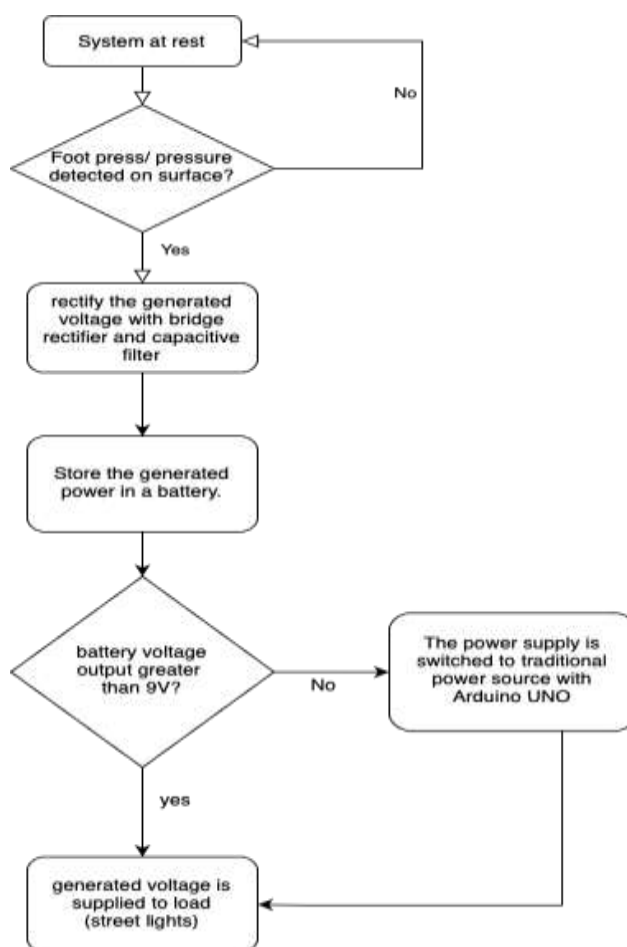 System at rest
No
Foot press/ pressure
detected on surface?
Yes
rectify the generated
voltage with bridge
rectifier and capacitive
filter
Store the generated
power in a battery.
battery voltage
output greater
than 9V?
No
The power supply is
switched to traditional
power source with
Arduino UNO
yes
generated voltage is
supplied to load
(street lights)